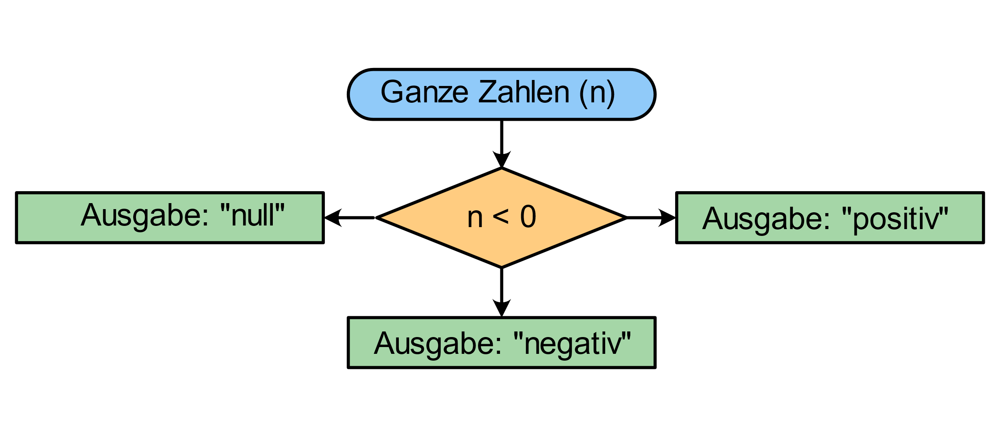 Ganze Zahlen (n)
Ausgabe: "null"
n < 0
Ausgabe: "positiv"
Ausgabe: "negativ"